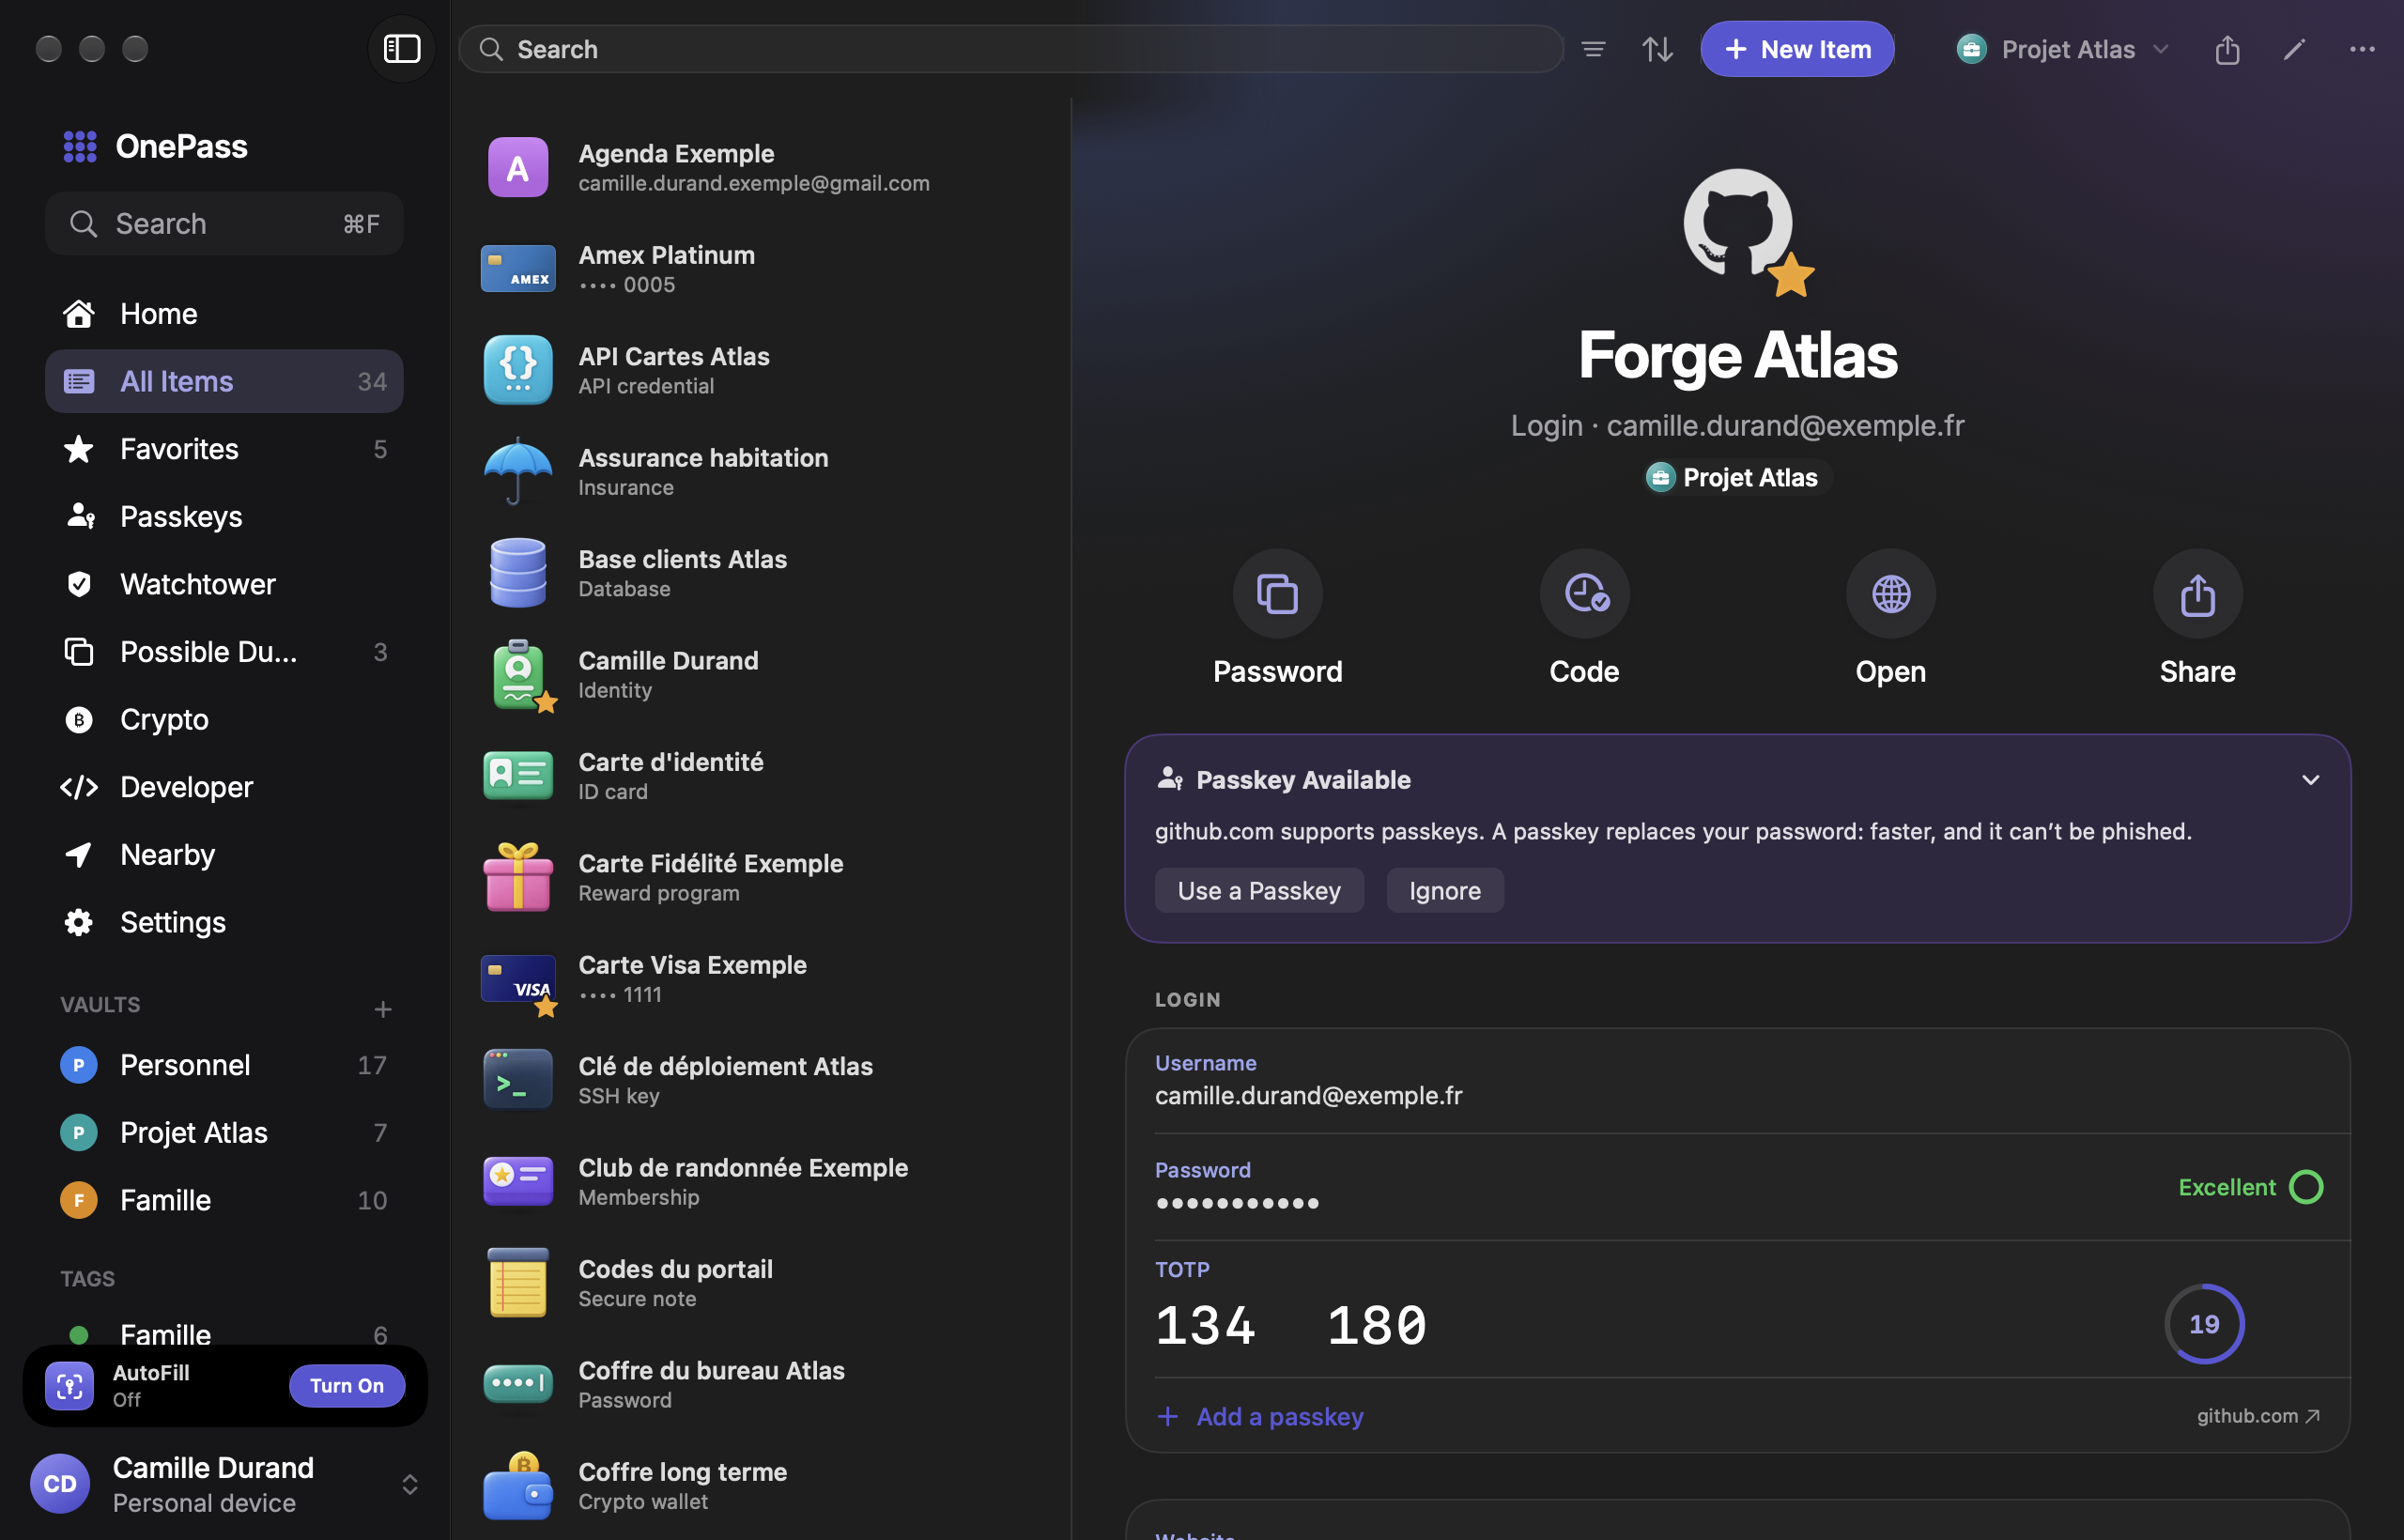 OnePass
Search ⌘F
Home
All Items 34
Favorites 5
Passkeys
Watchtower
Possible Du... 3
Crypto
Developer
Nearby
Settings
VAULTS +
P Personnel 17
P Projet Atlas 7
F Famille 10
TAGS
Famille 6
AutoFill
Off
Turn On
CD
Camille Durand
Personal device
Search
+ New Item
Projet Atlas
A
Agenda Exemple
camille.durand.exemple@gmail.com
AMEX
Amex Platinum
•••• 0005
API Cartes Atlas
API credential
Assurance habitation
Insurance
Base clients Atlas
Database
Camille Durand
Identity
Carte d'identité
ID card
Carte Fidélité Exemple
Reward program
VISA
Carte Visa Exemple
•••• 1111
Clé de déploiement Atlas
SSH key
Club de randonnée Exemple
Membership
Codes du portail
Secure note
Coffre du bureau Atlas
Password
Coffre long terme
Crypto wallet
Forge Atlas
Login · camille.durand@exemple.fr
Projet Atlas
Password
Code
Open
Share
Passkey Available
github.com supports passkeys. A passkey replaces your password: faster, and it can’t be phished.
Use a Passkey
Ignore
LOGIN
Username
camille.durand@exemple.fr
Password
•••••••••••
Excellent
TOTP
134 180
19
+ Add a passkey
github.com
Website